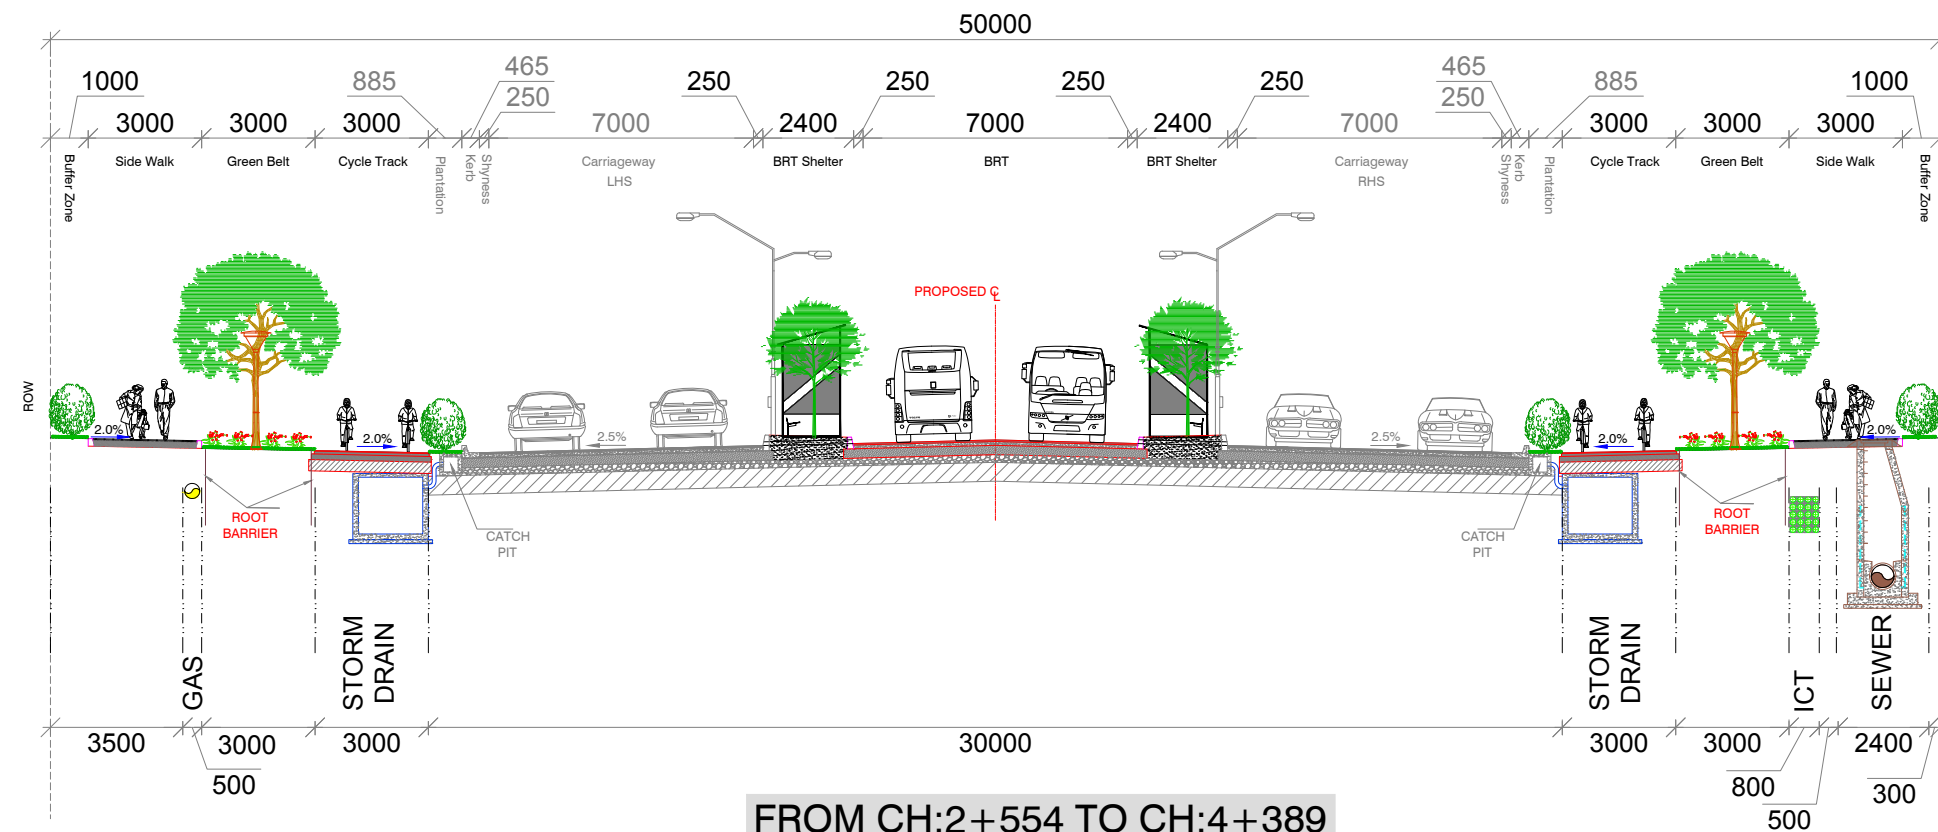 50000
1000
885
465
250
250
250
250
250
465
250
885
1000
3000
3000
3000
7000
2400
7000
2400
7000
3000
3000
3000
Buffer Zone
Side Walk
Green Belt
Cycle Track
Plantation
Kerb
Shyness
Carriageway
LHS
BRT Shelter
BRT
BRT Shelter
Carriageway
RHS
Shyness
Kerb
Plantation
Cycle Track
Green Belt
Side Walk
Buffer Zone
PROPOSED ℄
ROW
2.0%
2.0%
2.5%
2.5%
2.0%
2.0%
ROOT
BARRIER
CATCH
PIT
CATCH
PIT
ROOT
BARRIER
GAS
STORM
DRAIN
STORM
DRAIN
ICT
SEWER
3500
500
3000
3000
30000
3000
3000
800
500
2400
300
FROM CH:2+554 TO CH:4+389